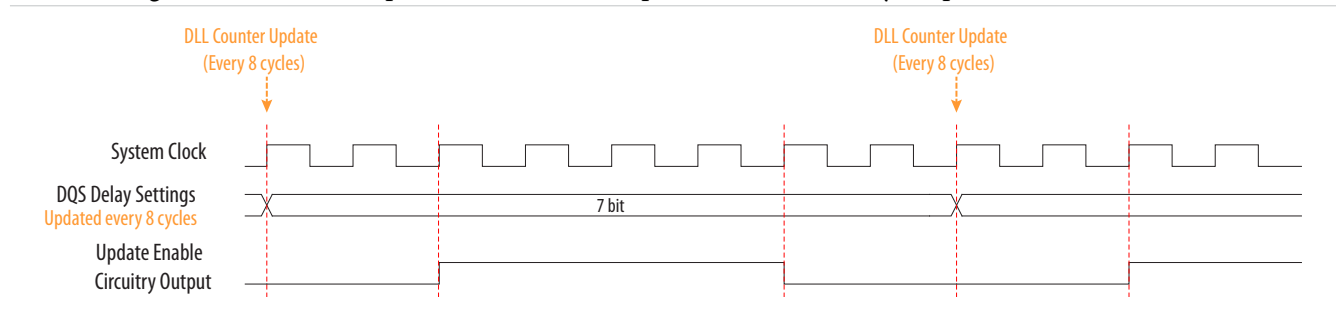 DLL Counter Update
(Every 8 cycles)
DLL Counter Update
(Every 8 cycles)
System Clock
DQS Delay Settings
Updated every 8 cycles
7 bit
Update Enable
Circuitry Output